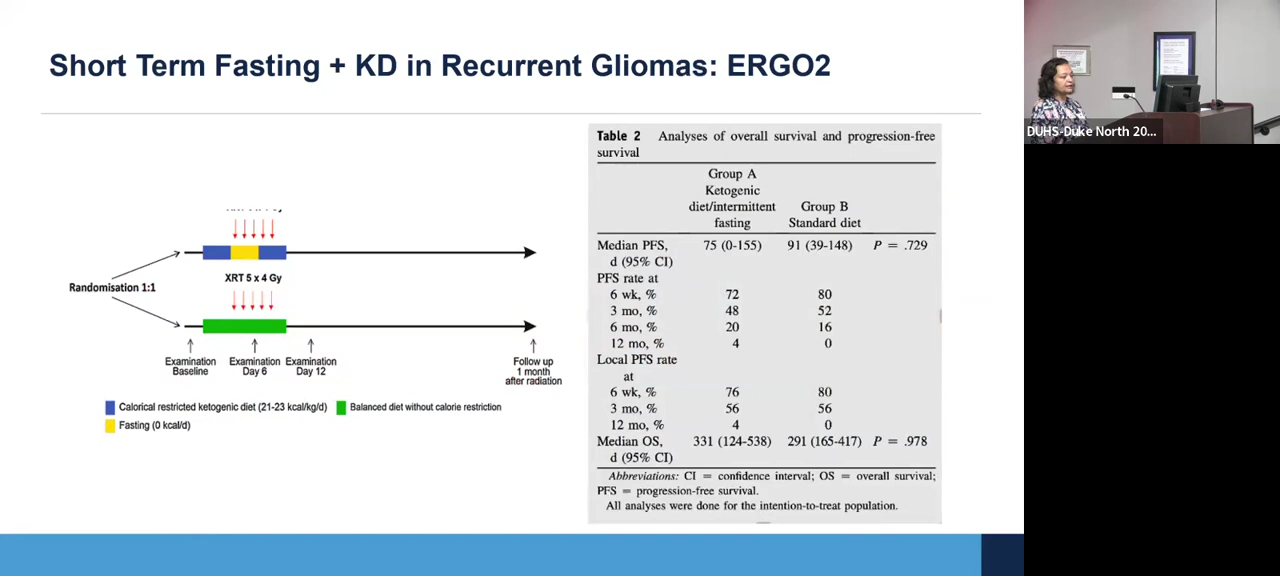 Short Term Fasting + KD in Recurrent Gliomas: ERGO2
Randomisation 1:1
XRT 5 x 4 Gy
Examination
Baseline
Examination
Day 6
Examination
Day 12
Follow up
1 month
after radiation
Calorical restricted ketogenic diet (21-23 kcal/kg/d)
Balanced diet without calorie restriction
Fasting (0 kcal/d)
Table 2 Analyses of overall survival and progression-free
survival
Group A
Ketogenic
diet/intermittent
fasting
Group B
Standard diet
Median PFS, 75 (0-155) 91 (39-148) P = .729
d (95% CI)
PFS rate at
6 wk, % 72 80
3 mo, % 48 52
6 mo, % 20 16
12 mo, % 4 0
Local PFS rate
at
6 wk, % 76 80
3 mo, % 56 56
12 mo, % 4 0
Median OS, 331 (124-538) 291 (165-417) P = .978
d (95% CI)
Abbreviations: CI = confidence interval; OS = overall survival;
PFS = progression-free survival.
All analyses were done for the intention-to-treat population.
DUHS-Duke North 20...